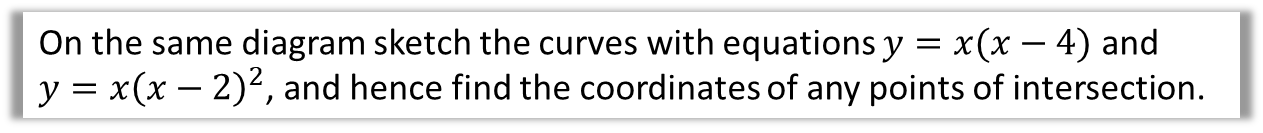 On the same diagram sketch the curves with equations 𝑦 = 𝑥(𝑥 − 4) and
𝑦 = 𝑥(𝑥 − 2)², and hence find the coordinates of any points of intersection.